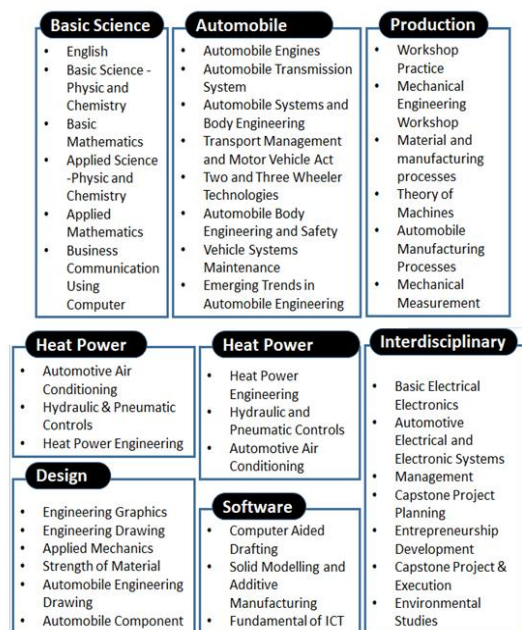 Basic Science
• English
• Basic Science -
Physic and
Chemistry
• Basic
Mathematics
• Applied Science
-Physic and
Chemistry
• Applied
Mathematics
• Business
Communication
Using
Computer
Automobile
• Automobile Engines
• Automobile Transmission
System
• Automobile Systems and
Body Engineering
• Transport Management
and Motor Vehicle Act
• Two and Three Wheeler
Technologies
• Automobile Body
Engineering and Safety
• Vehicle Systems
Maintenance
• Emerging Trends in
Automobile Engineering
Production
• Workshop
Practice
• Mechanical
Engineering
Workshop
• Material and
manufacturing
processes
• Theory of
Machines
• Automobile
Manufacturing
Processes
• Mechanical
Measurement
Heat Power
• Automotive Air
Conditioning
• Hydraulic & Pneumatic
Controls
• Heat Power Engineering
Heat Power
• Heat Power
Engineering
• Hydraulic and
Pneumatic Controls
• Automotive Air
Conditioning
Interdisciplinary
• Basic Electrical
Electronics
• Automotive
Electrical and
Electronic Systems
• Management
• Capstone Project
Planning
• Entrepreneurship
Development
• Capstone Project &
Execution
• Environmental
Studies
Design
• Engineering Graphics
• Engineering Drawing
• Applied Mechanics
• Strength of Material
• Automobile Engineering
Drawing
• Automobile Component
Software
• Computer Aided
Drafting
• Solid Modelling and
Additive
Manufacturing
• Fundamental of ICT